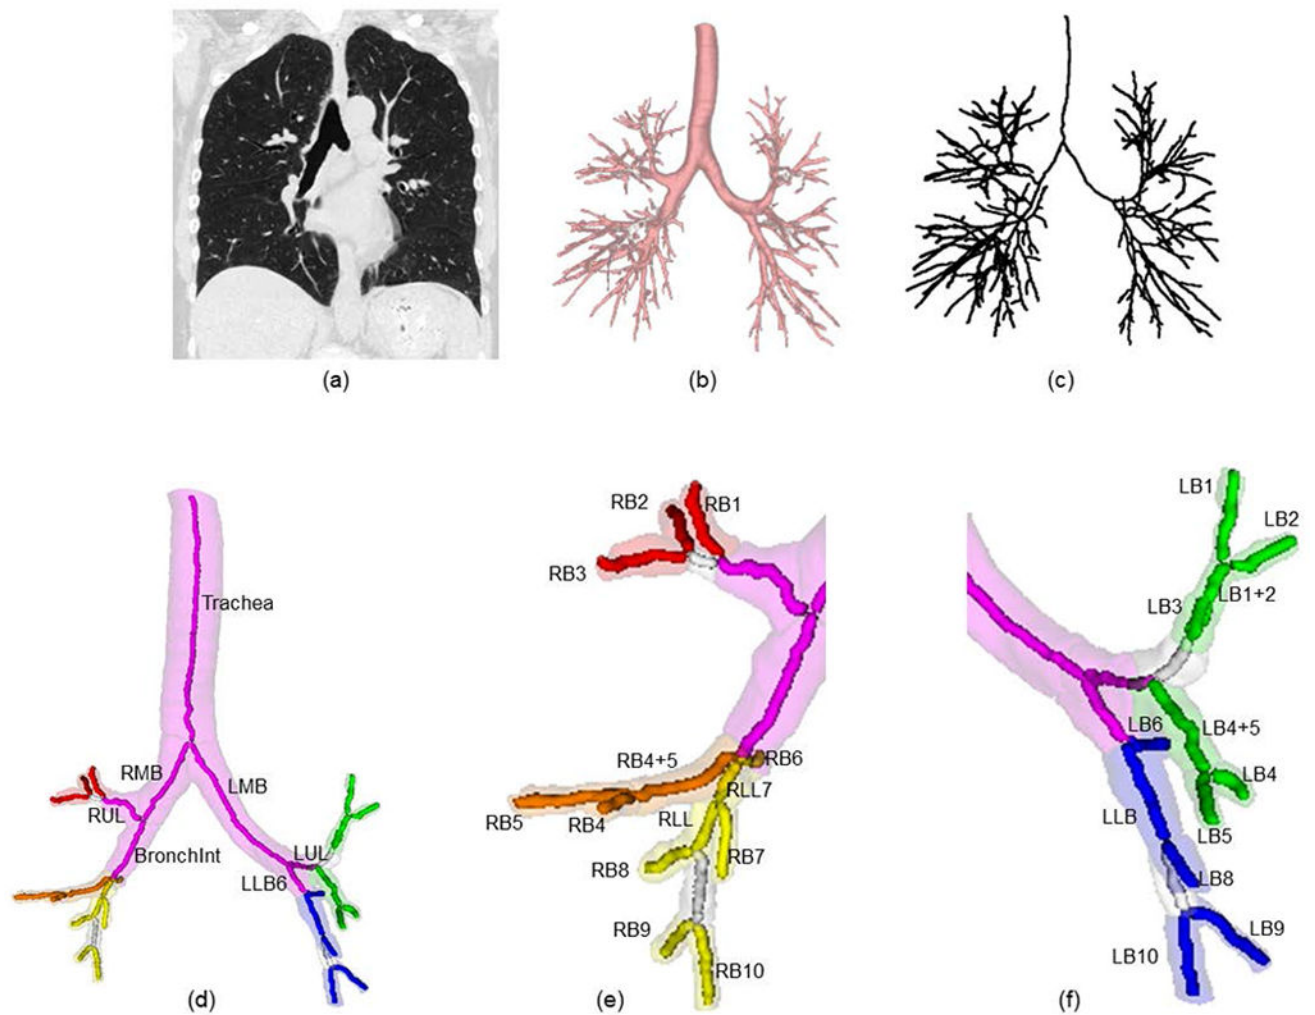 (a)
(b)
(c)
Trachea
RMB
LMB
RUL
BronchInt
LUL
LLB6
(d)
RB2
RB1
RB3
RB4+5
RB6
RLL7
RB5
RB4
RLL
RB8
RB7
RB9
RB10
(e)
LB1
LB2
LB3
LB1+2
LB6
LB4+5
LB4
LLB
LB5
LB8
LB9
LB10
(f)